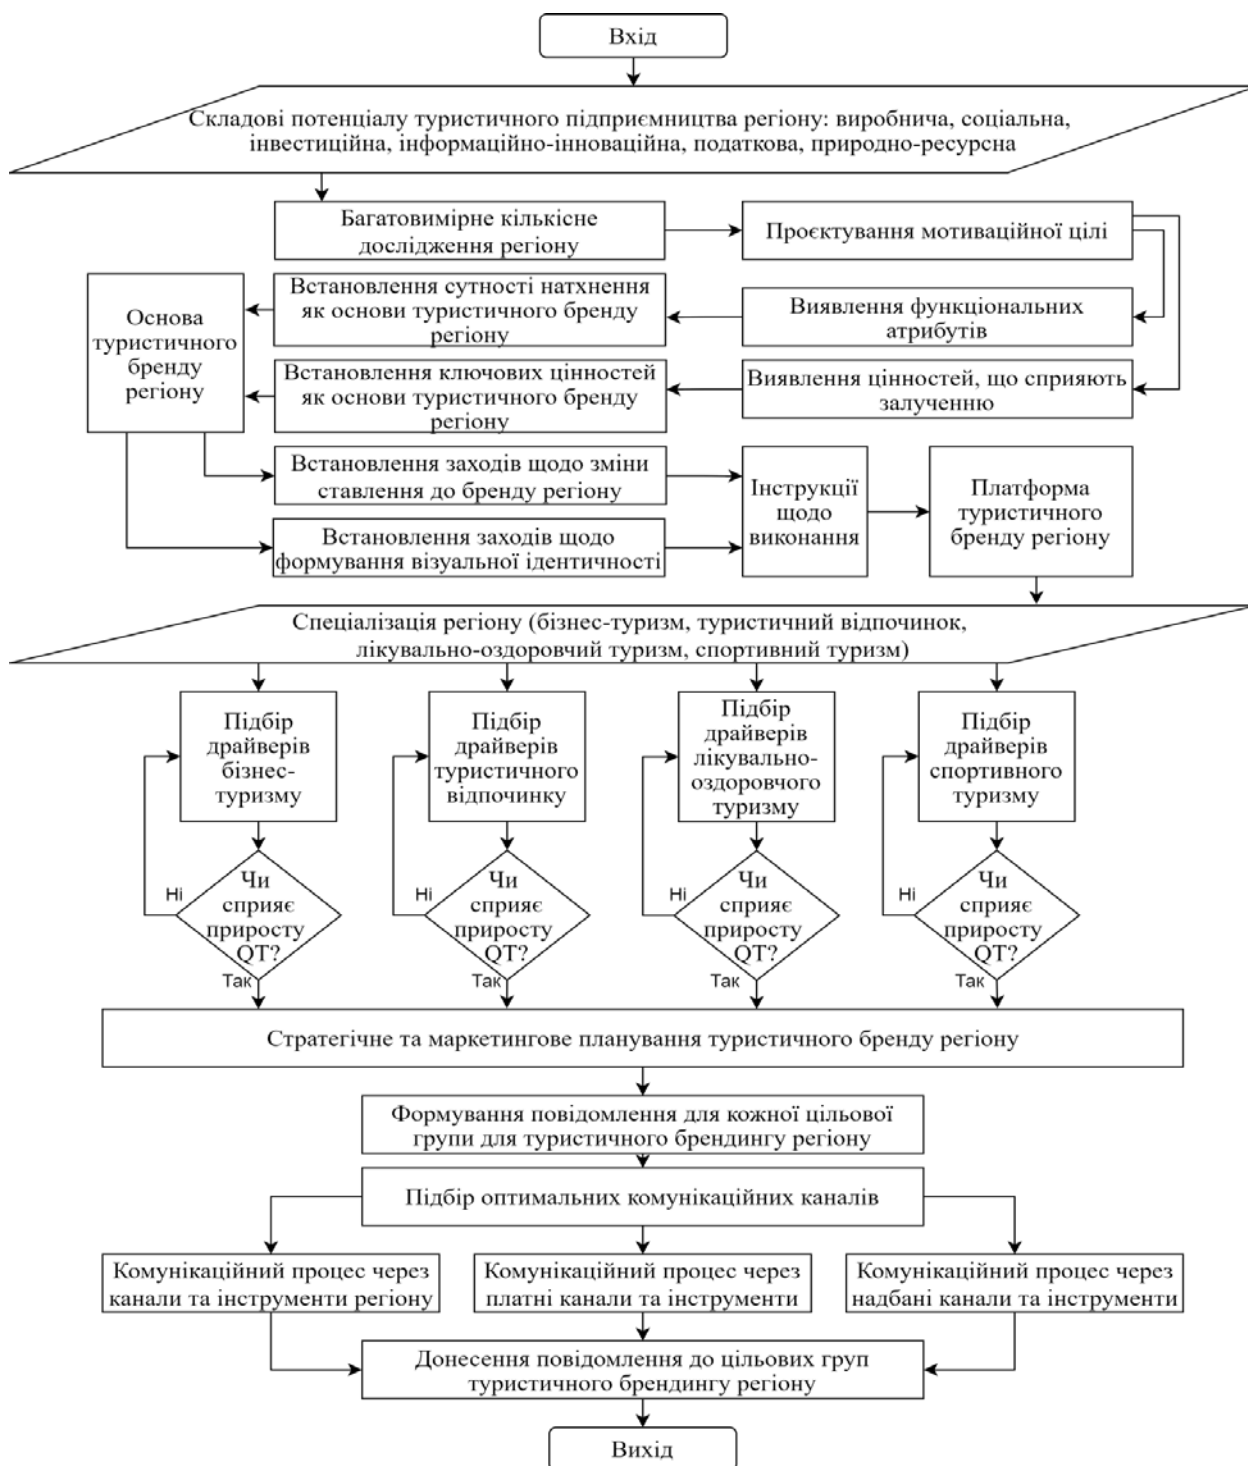 Вхід
Складові потенціалу туристичного підприємництва регіону: виробнича, соціальна,
інвестиційна, інформаційно-інноваційна, податкова, природно-ресурсна
Багатовимірне кількісне
дослідження регіону
Проєктування мотиваційної цілі
Основа
туристичного
бренду
регіону
Встановлення сутності натхнення
як основи туристичного бренду
регіону
Виявлення функціональних
атрибутів
Встановлення ключових цінностей
як основи туристичного бренду
регіону
Виявлення цінностей, що сприяють
залученню
Встановлення заходів щодо зміни
ставлення до бренду регіону
Встановлення заходів щодо
формування візуальної ідентичності
Інструкції
щодо
виконання
Платформа
туристичного
бренду регіону
Спеціалізація регіону (бізнес-туризм, туристичний відпочинок,
лікувально-оздоровчий туризм, спортивний туризм)
Підбір
драйверів
бізнес-
туризму
Підбір
драйверів
туристичного
відпочинку
Підбір
драйверів
лікувально-
оздоровчого
туризму
Підбір
драйверів
спортивного
туризму
Ні
Чи
сприяє
приросту
QT?
Так
Ні
Чи
сприяє
приросту
QT?
Так
Ні
Чи
сприяє
приросту
QT?
Так
Ні
Чи
сприяє
приросту
QT?
Так
Стратегічне та маркетингове планування туристичного бренду регіону
Формування повідомлення для кожної цільової
групи для туристичного брендингу регіону
Підбір оптимальних комунікаційних каналів
Комунікаційний процес через
канали та інструменти регіону
Комунікаційний процес через
платні канали та інструменти
Комунікаційний процес через
надбані канали та інструменти
Донесення повідомлення до цільових груп
туристичного брендингу регіону
Вихід